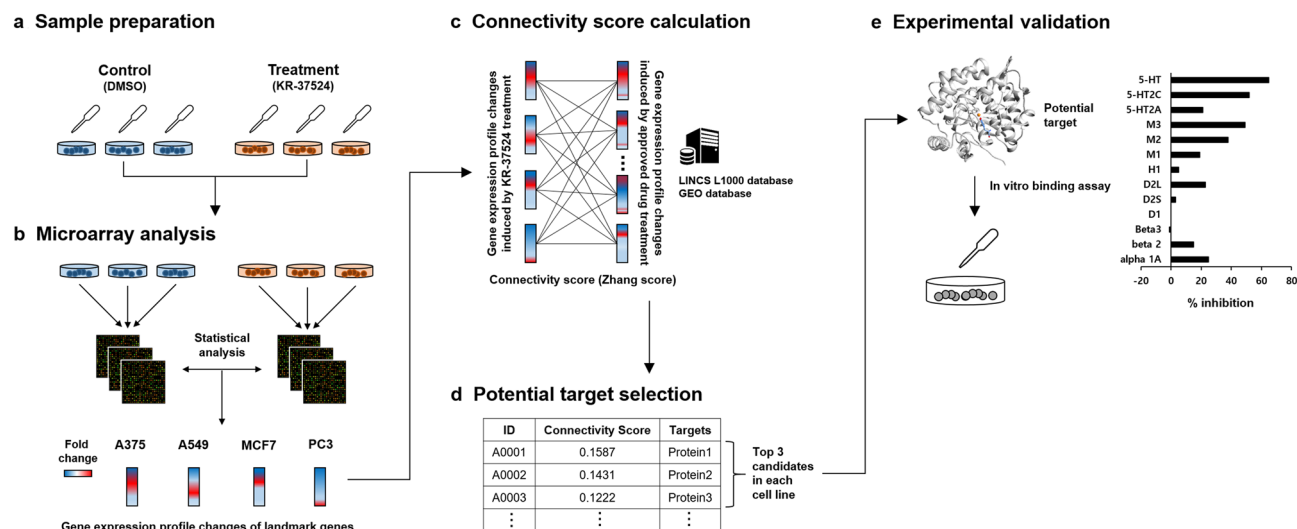 a Sample preparation
Control
(DMSO)
Treatment
(KR-37524)
b Microarray analysis
Statistical
analysis
Fold
change
A375
A549
MCF7
PC3
Gene expression profile changes of landmark genes
c Connectivity score calculation
Gene expression profile changes
induced by KR-37524 treatment
Gene expression profile changes
induced by approved drug treatment
LINCS L1000 database
GEO database
Connectivity score (Zhang score)
d Potential target selection
ID Connectivity Score Targets
A0001 0.1587 Protein1
A0002 0.1431 Protein2
A0003 0.1222 Protein3
Top 3
candidates
in each
cell line
e Experimental validation
Potential
target
In vitro binding assay
5-HT
5-HT2C
5-HT2A
M3
M2
M1
H1
D2L
D2S
D1
Beta3
beta 2
alpha 1A
-20 0 20 40 60 80
% inhibition